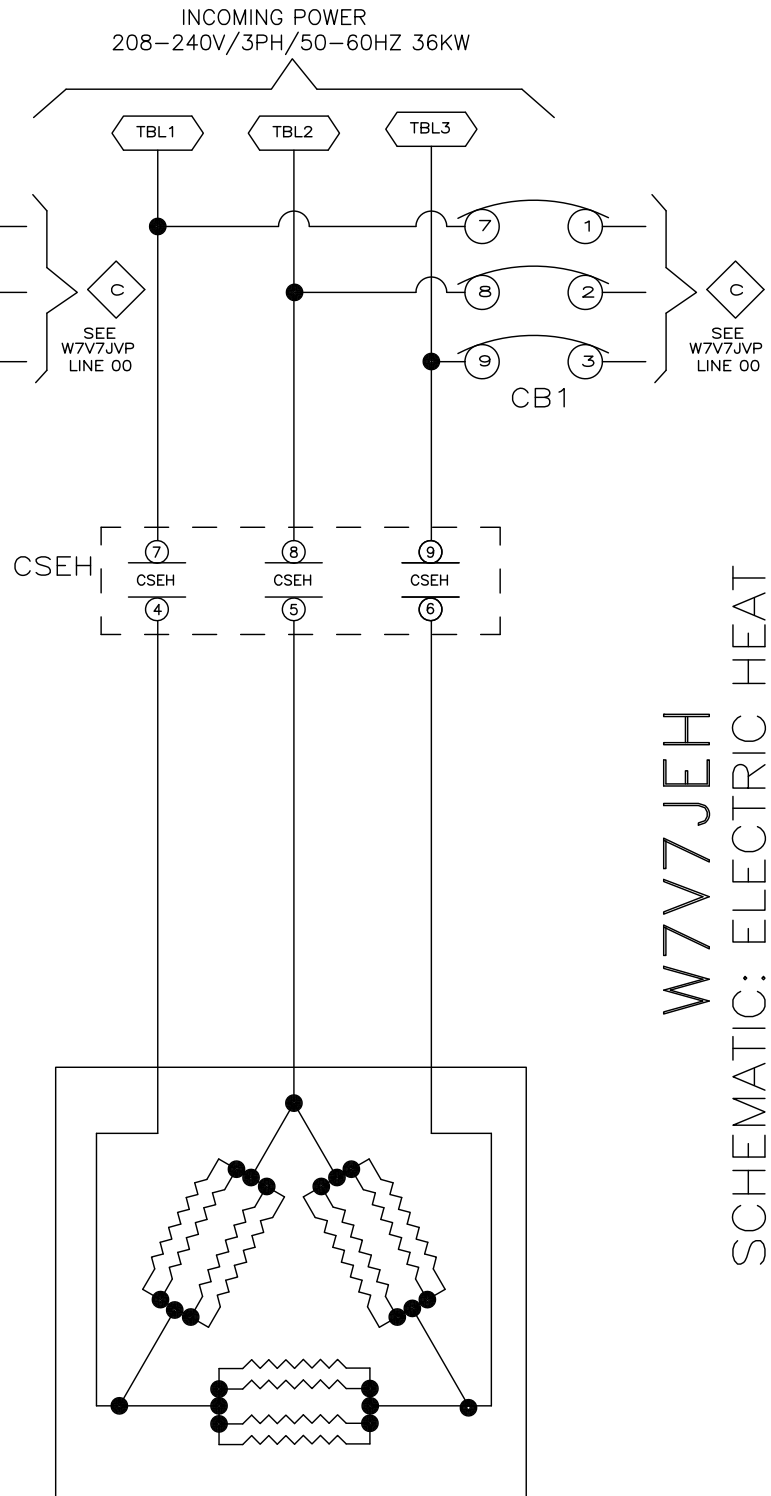 INCOMING POWER
208-240V/3PH/50-60HZ 36KW
TBL1
TBL2
TBL3
7
1
8
2
9
3
CB1
C
SEE
W7V7JVP
LINE 00
C
SEE
W7V7JVP
LINE 00
CSEH
7
8
9
CSEH
CSEH
CSEH
4
5
6
W7V7JEH
SCHEMATIC: ELECTRIC HEAT